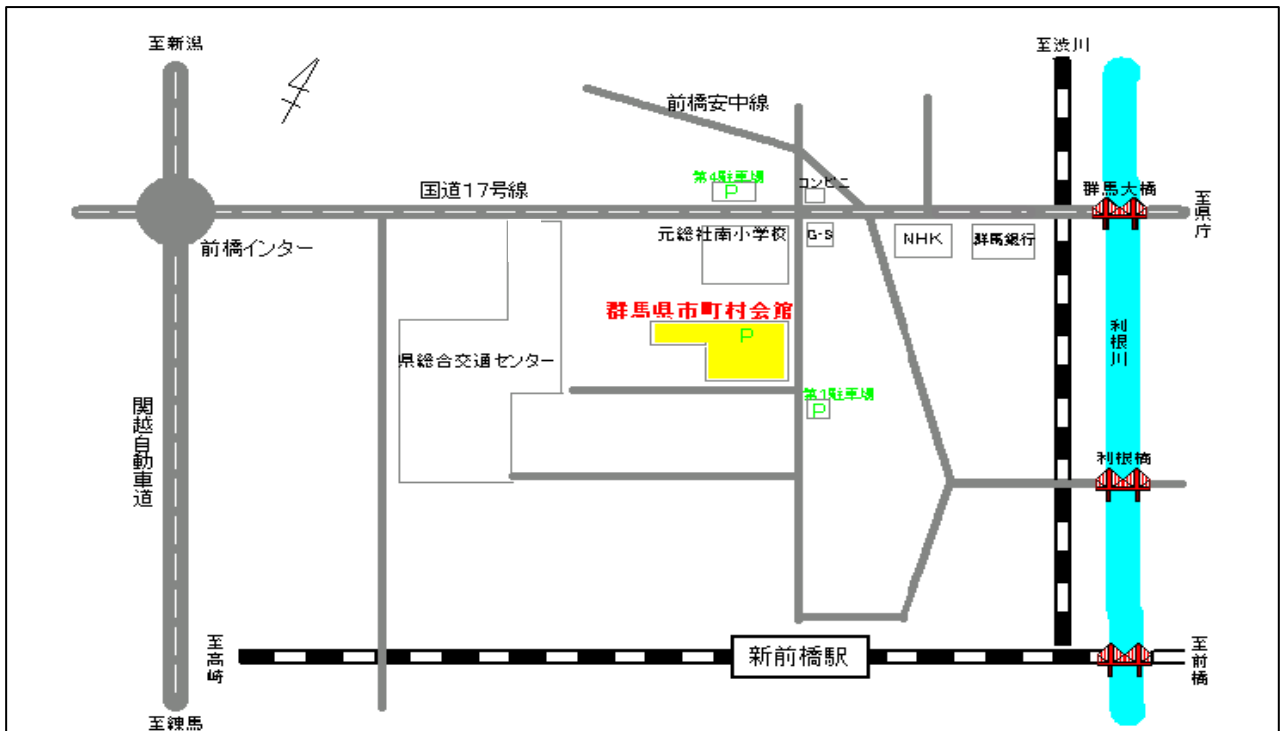 至新潟
至渋川
前橋安中線
第4駐車場
P
コンビニ
国道17号線
群馬大橋
至県庁
前橋インター
元総社南小学校
G-S
NHK
群馬銀行
群馬県市町村会館
P
利根川
県総合交通センター
第1駐車場
P
関越自動車道
利根橋
至高崎
新前橋駅
至前橋
至練馬